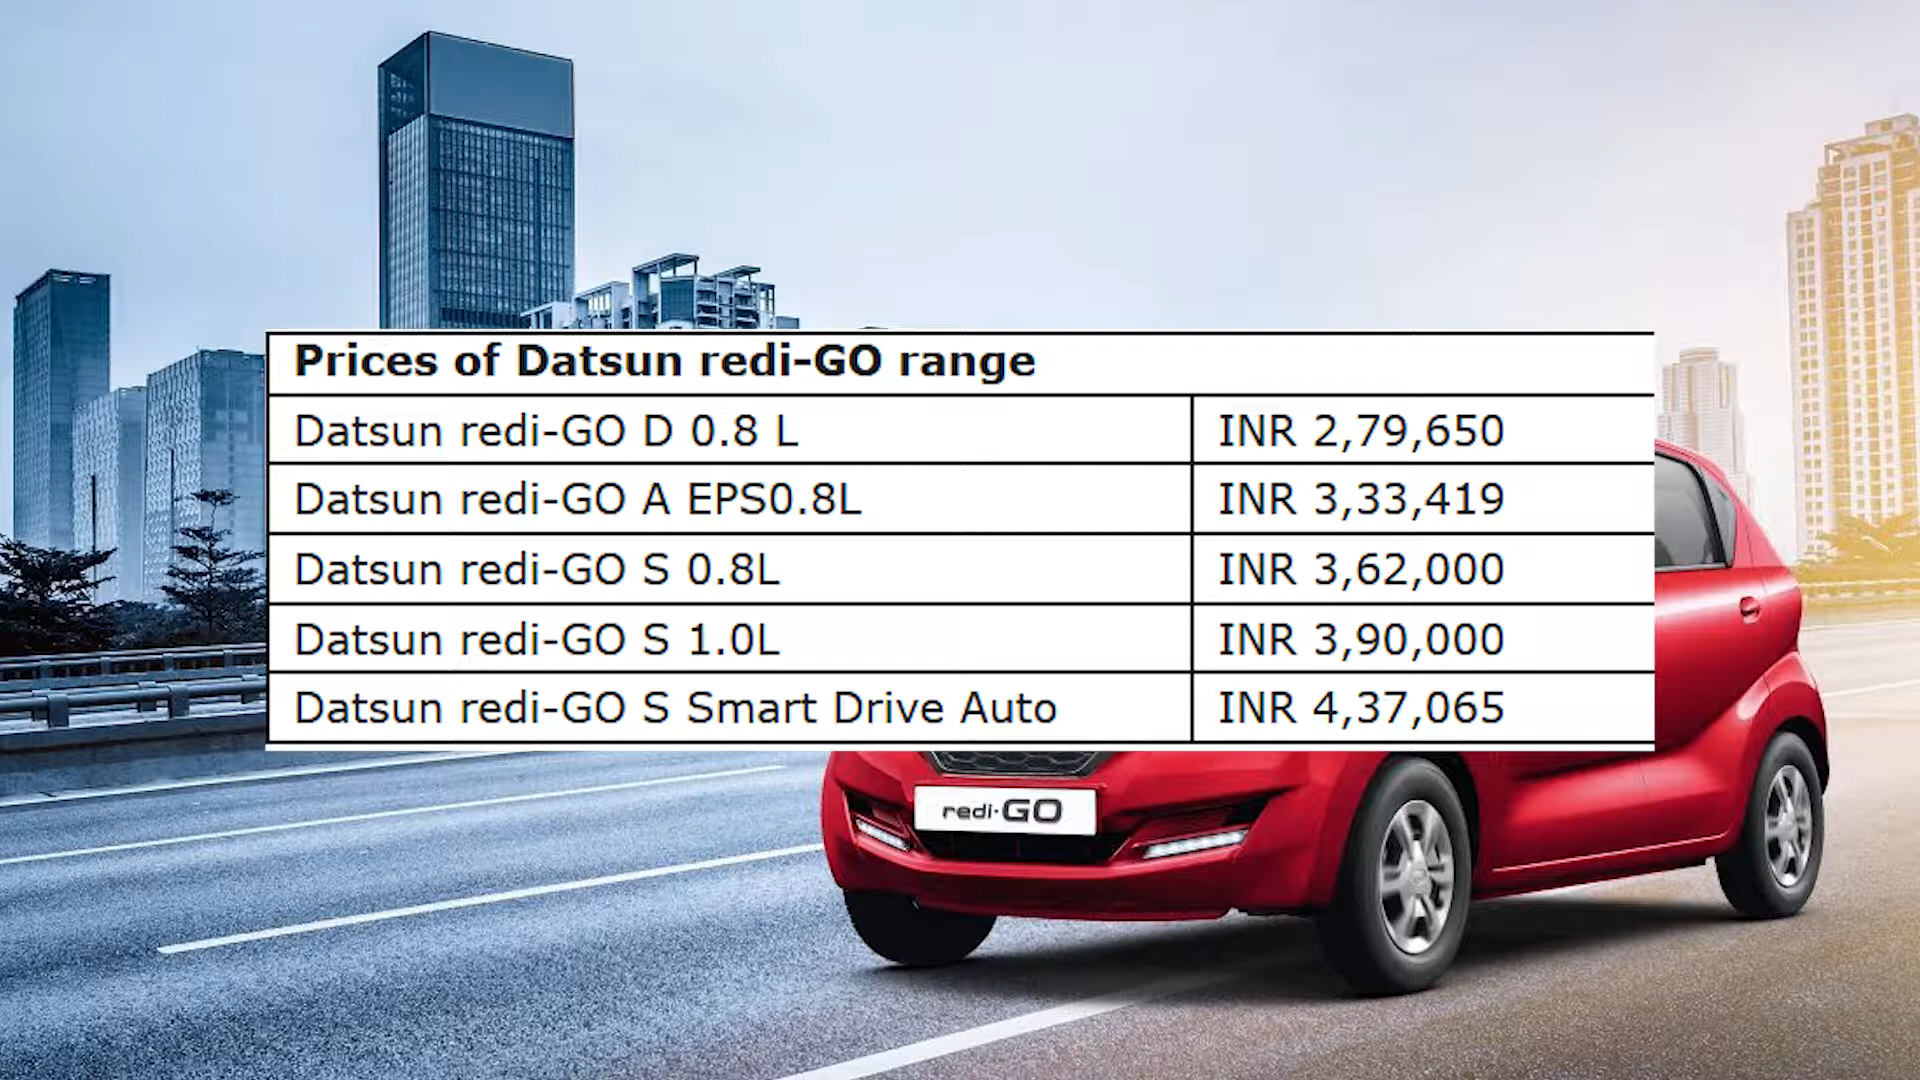 Prices of Datsun redi-GO range
Datsun redi-GO D 0.8 L INR 2,79,650
Datsun redi-GO A EPS0.8L INR 3,33,419
Datsun redi-GO S 0.8L INR 3,62,000
Datsun redi-GO S 1.0L INR 3,90,000
Datsun redi-GO S Smart Drive Auto INR 4,37,065
redi-GO